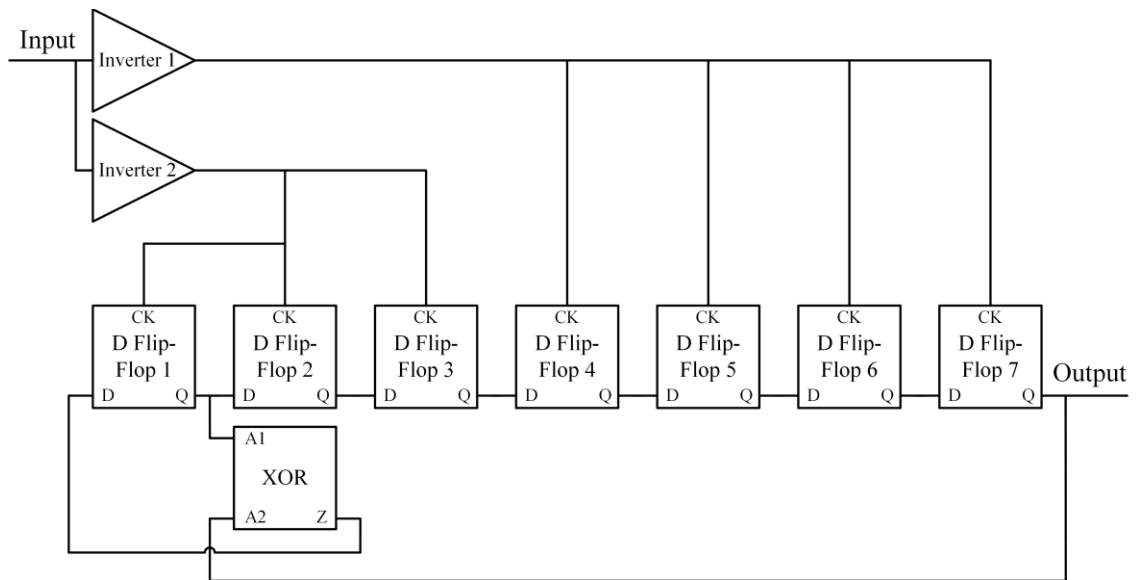 Input
Inverter 1
Inverter 2
CK
D Flip-
Flop 1
D
Q
CK
D Flip-
Flop 2
D
Q
CK
D Flip-
Flop 3
D
Q
CK
D Flip-
Flop 4
D
Q
CK
D Flip-
Flop 5
D
Q
CK
D Flip-
Flop 6
D
Q
CK
D Flip-
Flop 7
D
Q
Output
A1
XOR
A2
Z